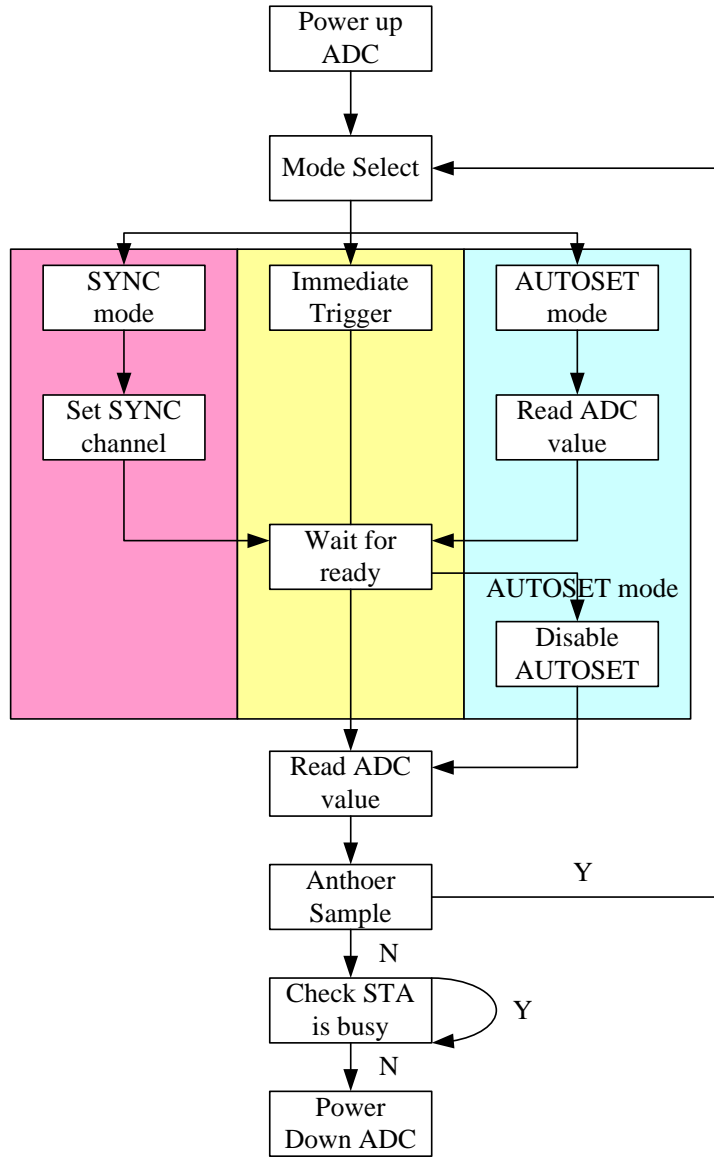 Power up
ADC
Mode Select
SYNC
mode
Immediate
Trigger
AUTOSET
mode
Set SYNC
channel
Read ADC
value
Wait for
ready
AUTOSET mode
Disable
AUTOSET
Read ADC
value
Anthoer
Sample
Y
N
Check STA
is busy
Y
N
Power
Down ADC